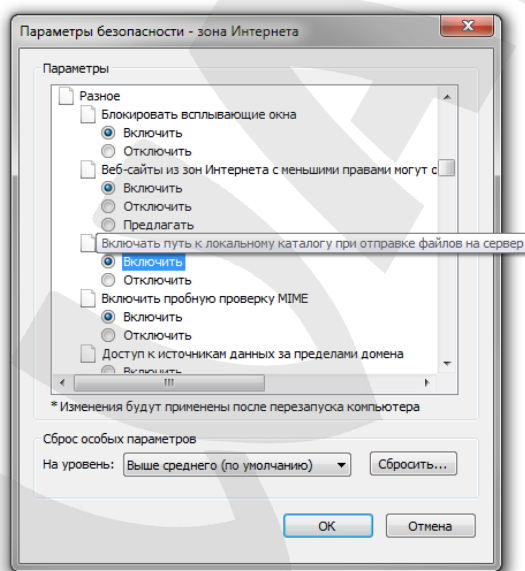 Параметры безопасности - зона Интернета
Параметры
Разное
Блокировать всплывающие окна
Включить
Отключить
Веб-сайты из зон Интернета с меньшими правами могут
Включить
Отключить
Предлагать
Включать путь к локальному каталогу при отправке файлов на сервер
Включить
Отключить
Включить пробную проверку MIME
Включить
Отключить
Доступ к источникам данных за пределами домена
Включить
* Изменения будут применены после перезапуска компьютера
Сброс особых параметров
На уровень: Выше среднего (по умолчанию) Сбросить...
OK Отмена